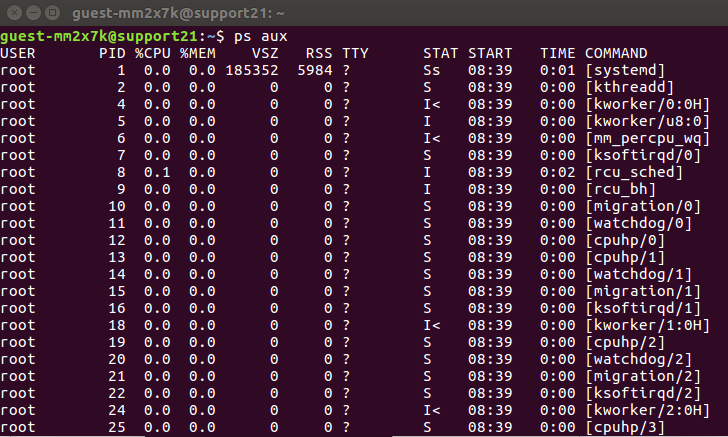 guest-mm2x7k@support21: ~
guest-mm2x7k@support21:~$ ps aux
USER       PID %CPU %MEM    VSZ   RSS TTY      STAT START   TIME COMMAND
root         1  0.0  0.0 185352  5984 ?        Ss   08:39   0:01 [systemd]
root         2  0.0  0.0      0     0 ?        S    08:39   0:00 [kthreadd]
root         4  0.0  0.0      0     0 ?        I<   08:39   0:00 [kworker/0:0H]
root         5  0.0  0.0      0     0 ?        I    08:39   0:00 [kworker/u8:0]
root         6  0.0  0.0      0     0 ?        I<   08:39   0:00 [mm_percpu_wq]
root         7  0.0  0.0      0     0 ?        S    08:39   0:00 [ksoftirqd/0]
root         8  0.1  0.0      0     0 ?        I    08:39   0:02 [rcu_sched]
root         9  0.0  0.0      0     0 ?        I    08:39   0:00 [rcu_bh]
root        10  0.0  0.0      0     0 ?        S    08:39   0:00 [migration/0]
root        11  0.0  0.0      0     0 ?        S    08:39   0:00 [watchdog/0]
root        12  0.0  0.0      0     0 ?        S    08:39   0:00 [cpuhp/0]
root        13  0.0  0.0      0     0 ?        S    08:39   0:00 [cpuhp/1]
root        14  0.0  0.0      0     0 ?        S    08:39   0:00 [watchdog/1]
root        15  0.0  0.0      0     0 ?        S    08:39   0:00 [migration/1]
root        16  0.0  0.0      0     0 ?        S    08:39   0:00 [ksoftirqd/1]
root        18  0.0  0.0      0     0 ?        I<   08:39   0:00 [kworker/1:0H]
root        19  0.0  0.0      0     0 ?        S    08:39   0:00 [cpuhp/2]
root        20  0.0  0.0      0     0 ?        S    08:39   0:00 [watchdog/2]
root        21  0.0  0.0      0     0 ?        S    08:39   0:00 [migration/2]
root        22  0.0  0.0      0     0 ?        S    08:39   0:00 [ksoftirqd/2]
root        24  0.0  0.0      0     0 ?        I<   08:39   0:00 [kworker/2:0H]
root        25  0.0  0.0      0     0 ?        S    08:39   0:00 [cpuhp/3]